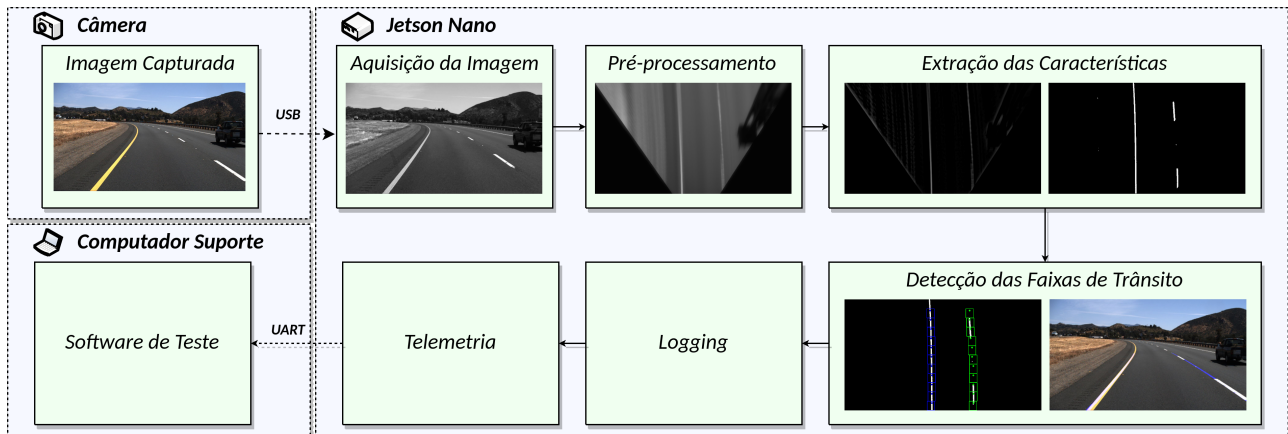 Câmera
Jetson Nano
Imagem Capturada
USB
Aquisição da Imagem
Pré-processamento
Extração das Características
Computador Suporte
Software de Teste
UART
Telemetria
Logging
Detecção das Faixas de Trânsito